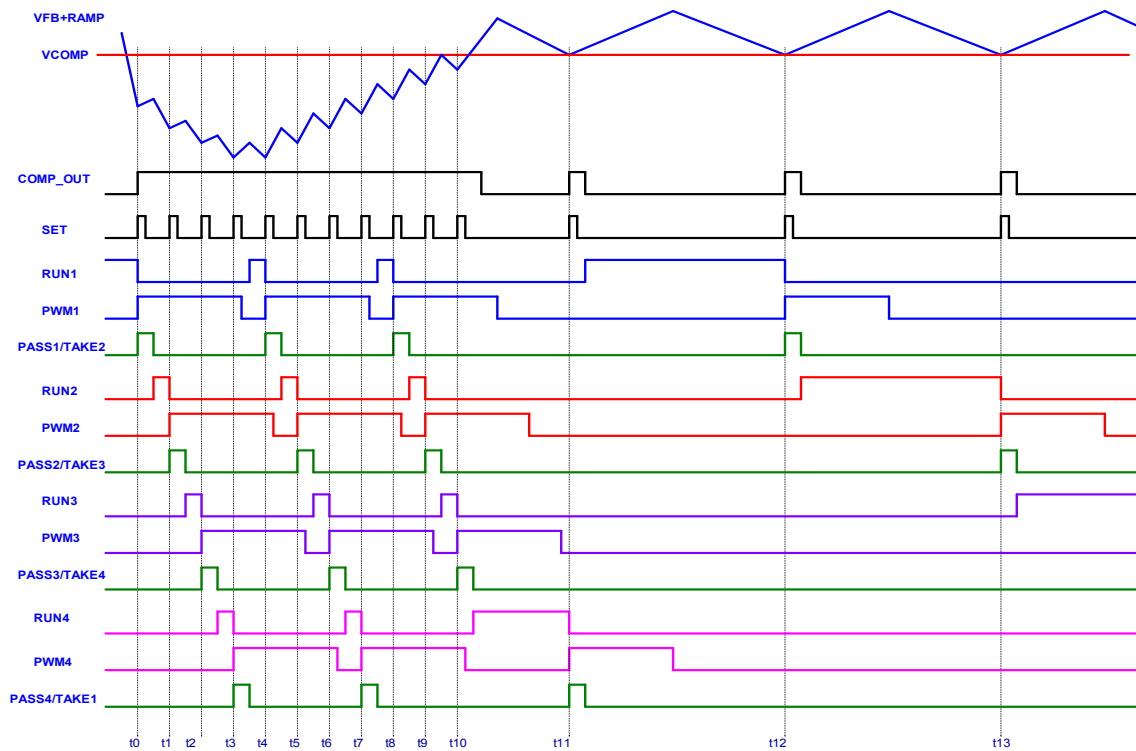 VFB+RAMP
VCOMP
COMP_OUT
SET
RUN1
PWM1
PASS1/TAKE2
RUN2
PWM2
PASS2/TAKE3
RUN3
PWM3
PASS3/TAKE4
RUN4
PWM4
PASS4/TAKE1
t0 t1 t2 t3 t4 t5 t6 t7 t8 t9 t10 t11 t12 t13